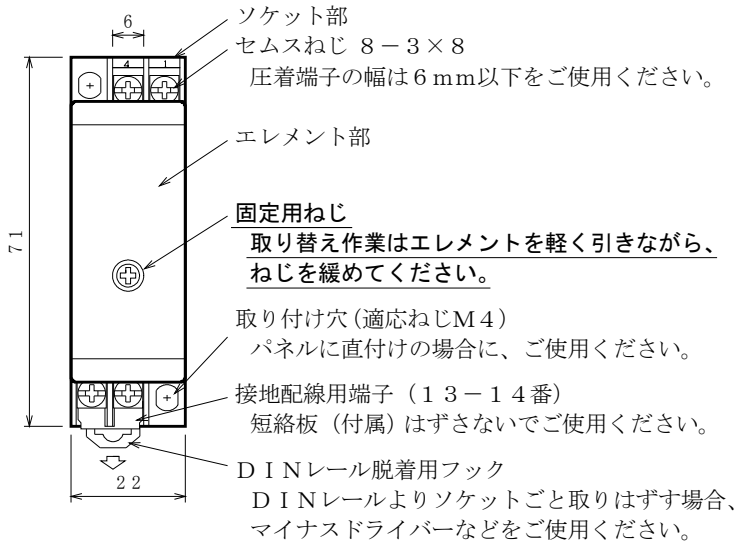 6
ソケット部
セムスねじ ８－３×８
圧着端子の幅は６ｍｍ以下をご使用ください。
4 1
エレメント部
71
固定用ねじ
取り替え作業はエレメントを軽く引きながら、
ねじを緩めてください。
取り付け穴(適応ねじＭ４)
パネルに直付けの場合に、ご使用ください。
接地配線用端子（１３－１４番）
短絡板（付属）はずさないでご使用ください。
22
ＤＩＮレール脱着用フック
ＤＩＮレールよりソケットごと取りはずす場合、
マイナスドライバーなどをご使用ください。